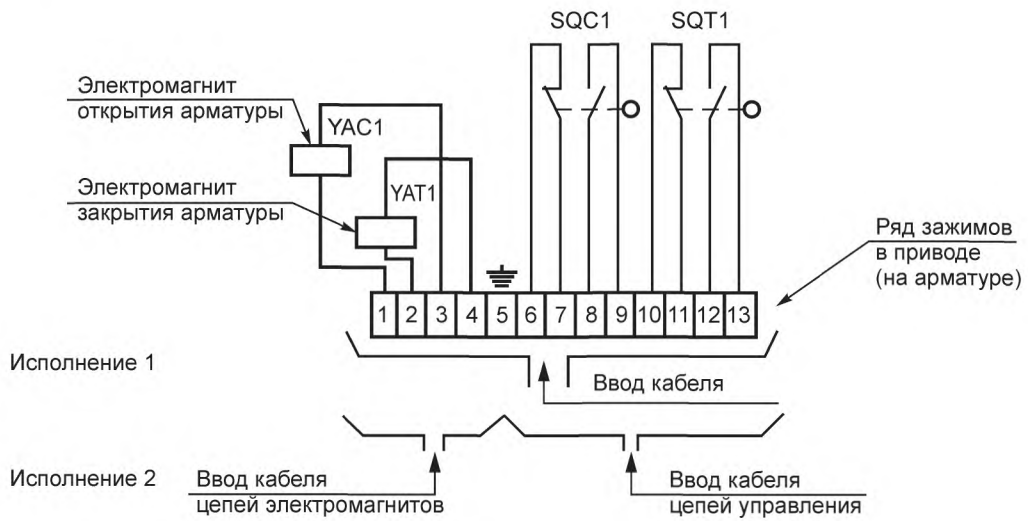 SQC1 SQT1
Электромагнит
открытия арматуры
YAC1
Электромагнит
закрытия арматуры
YAT1
Ряд зажимов
в приводе
(на арматуре)
1 2 3 4 5 6 7 8 9 10 11 12 13
Исполнение 1
Ввод кабеля
Исполнение 2
Ввод кабеля
цепей электромагнитов
Ввод кабеля
цепей управления